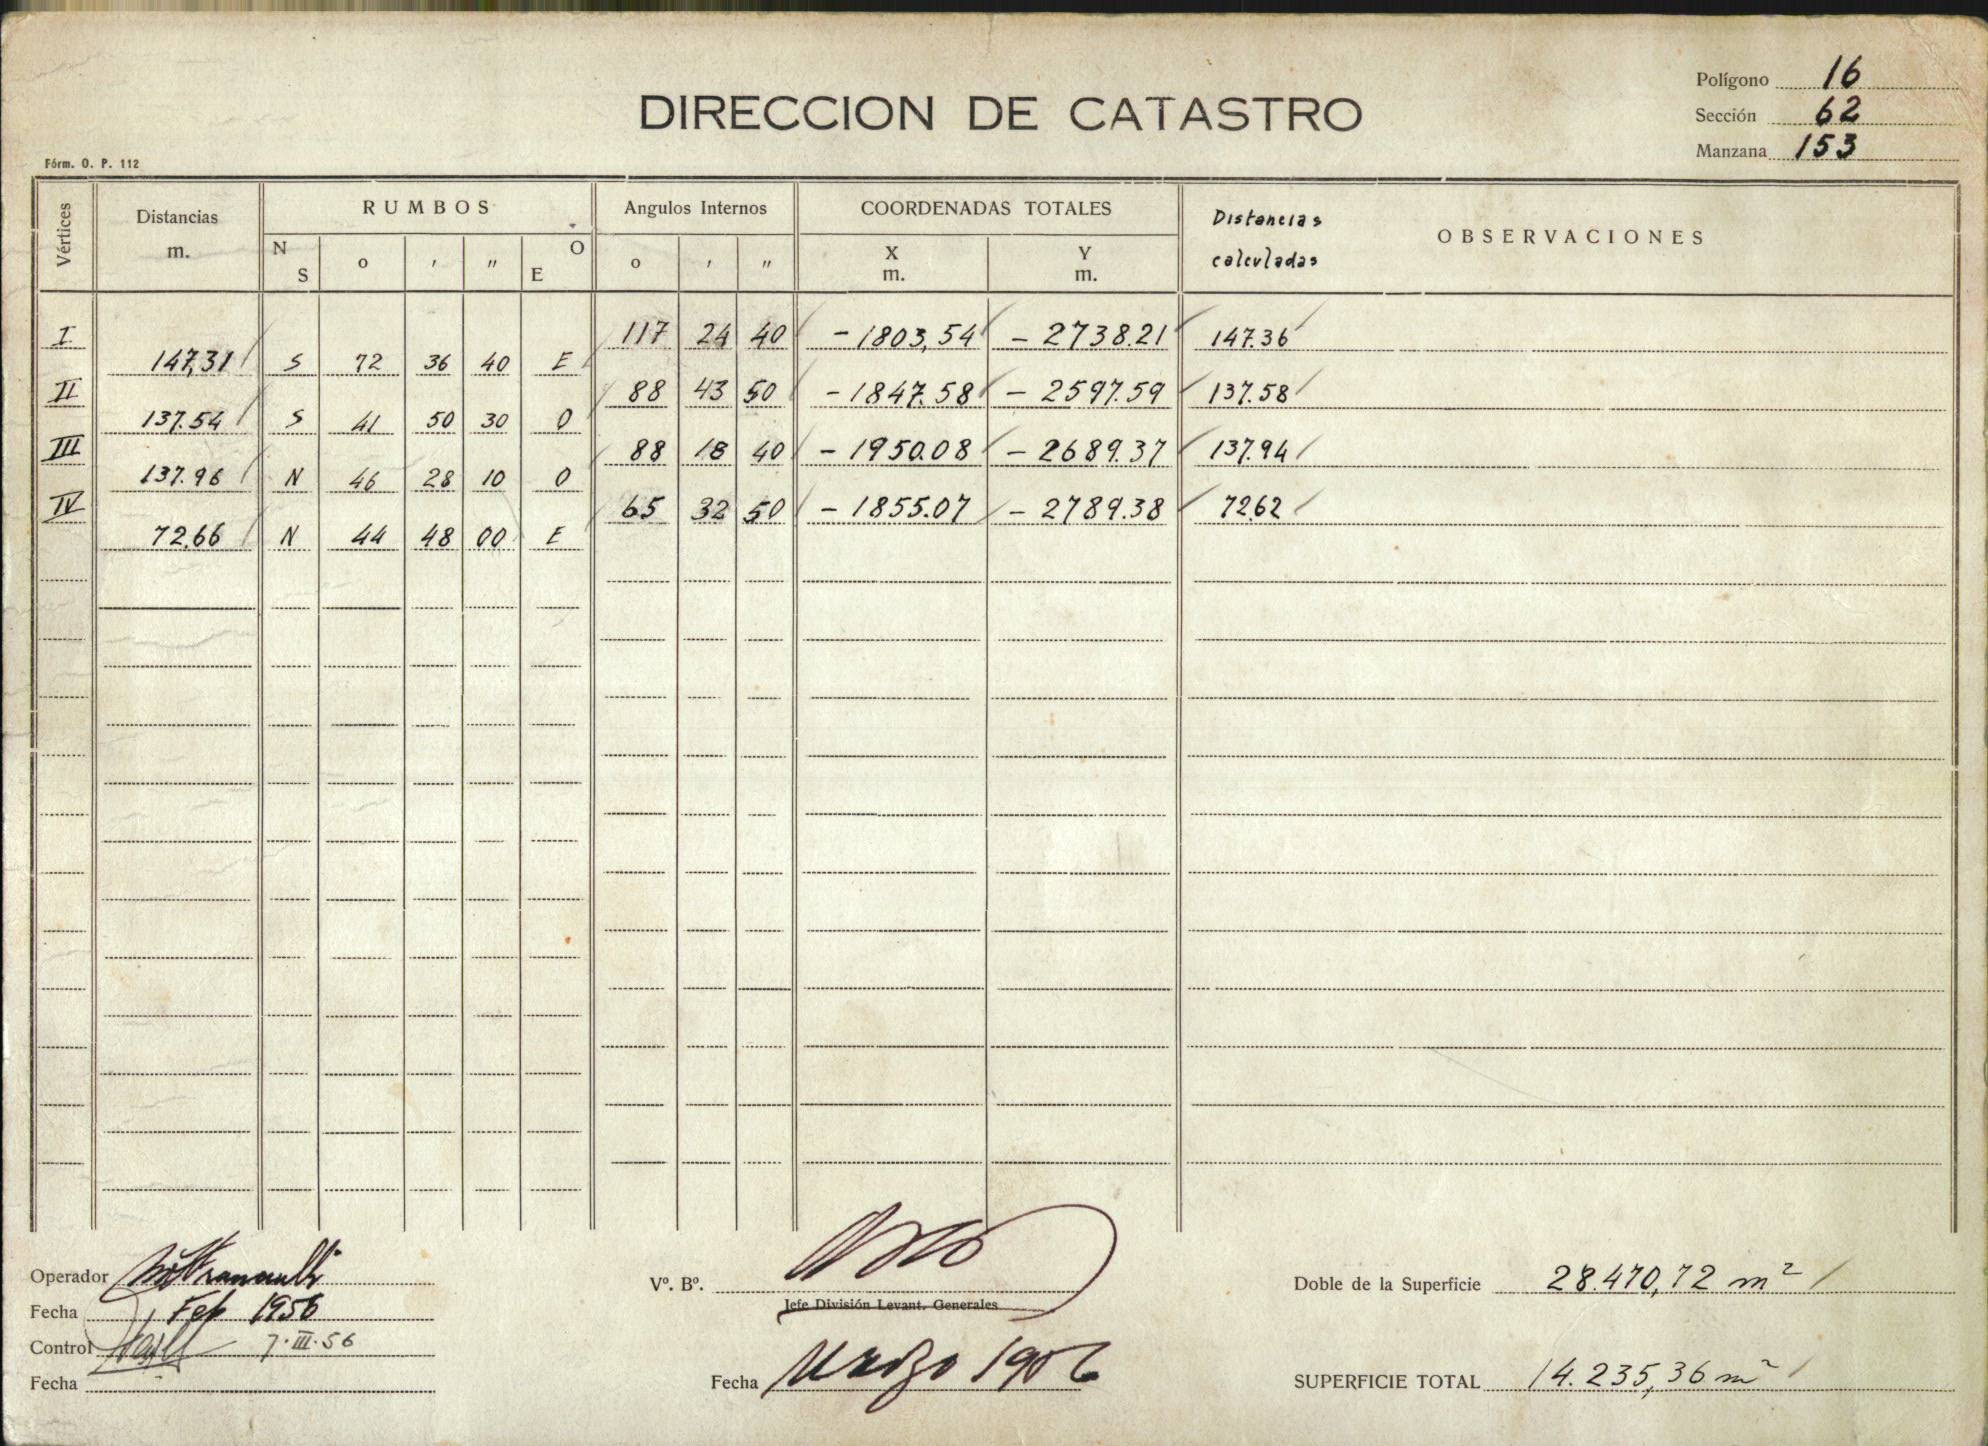 Polígono 16
DIRECCION DE CATASTRO
Sección 62
Manzana 153
Fórm. O. P. 112
Vértices Distancias m. RUMBOS N S o ' " E O Angulos Internos o ' " COORDENADAS TOTALES X m. Y m. Distancias calculadas OBSERVACIONES
I 117 24 40 -1803,54 -2738.21 147.36
147,31 S 72 36 40 E
II 88 43 50 -1847.58 -2597.59 137.58
137.54 S 41 50 30 O
III 88 18 40 -1950.08 -2689.37 137.94
137.96 N 46 28 10 O
IV 65 32 50 -1855.07 -2789.38 72.62
72.66 N 44 48 00 E
Operador
Vº. Bº.
Doble de la Superficie 28.470,72 m²
Jefe División Levant. Generales
Fecha Feb 1956
Control 7·III·56
Fecha
Fecha Marzo 1956
SUPERFICIE TOTAL 14.235,36 m²